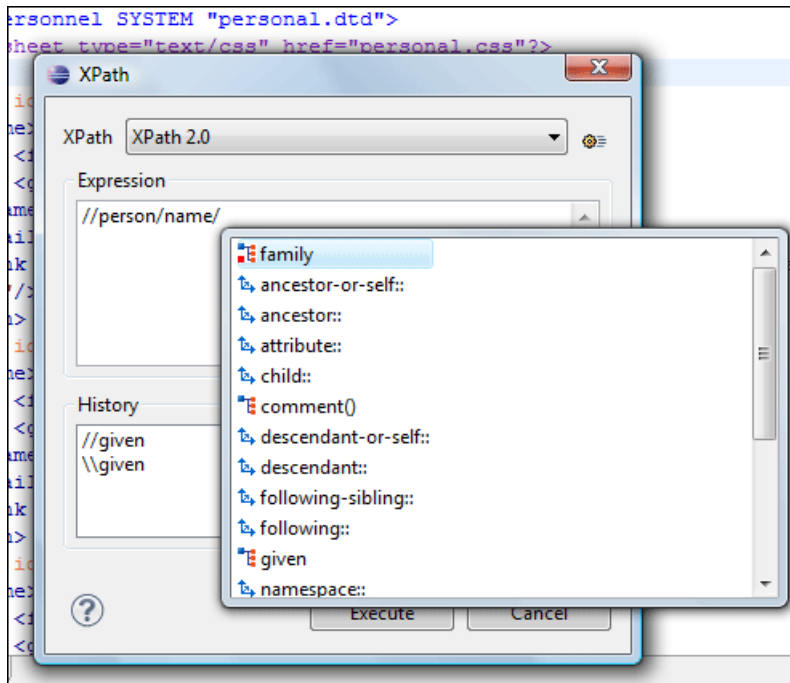 ersonnel SYSTEM "personal.dtd">
sheet type="text/css" href="personal.css"?>
XPath
XPath XPath 2.0
Expression
//person/name/
family
ancestor-or-self::
ancestor::
attribute::
child::
comment()
descendant-or-self::
descendant::
following-sibling::
following::
given
namespace::
History
//given
\\given
Execute Cancel